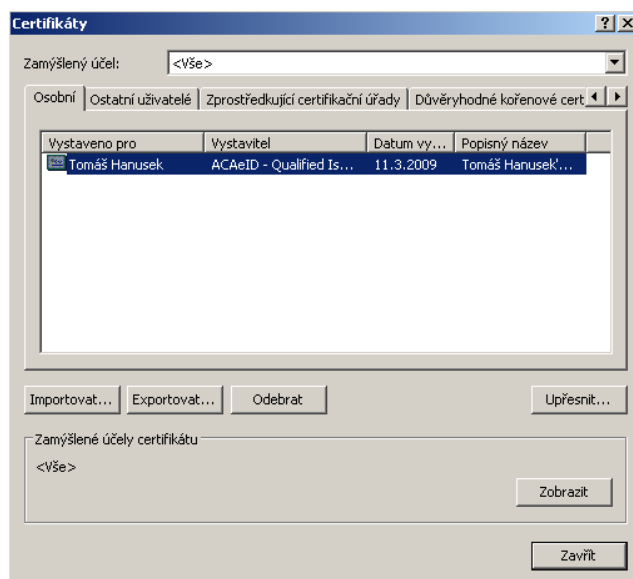 Certifikáty
Zamýšlený účel: <Vše>
Osobní Ostatní uživatelé Zprostředkující certifikační úřady Důvěryhodné kořenové cert
Vystaveno pro Vystavitel Datum vy... Popisný název
Tomáš Hanusek ACAeID - Qualified Is... 11.3.2009 Tomáš Hanusek'...
Importovat... Exportovat... Odebrat Upřesnit...
Zamýšlené účely certifikátu
<Vše>
Zobrazit
Zavřít